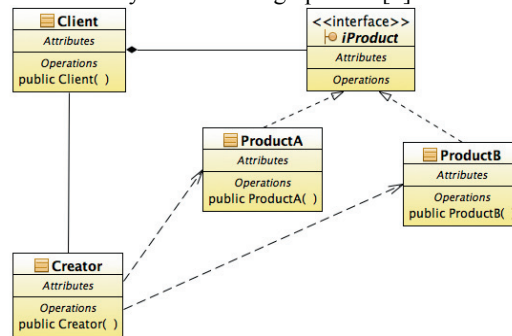 Client
Attributes
Operations
public Client( )
<<interface>>
iProduct
Attributes
Operations
ProductA
Attributes
Operations
public ProductA( )
ProductB
Attributes
Operations
public ProductB( )
Creator
Attributes
Operations
public Creator( )